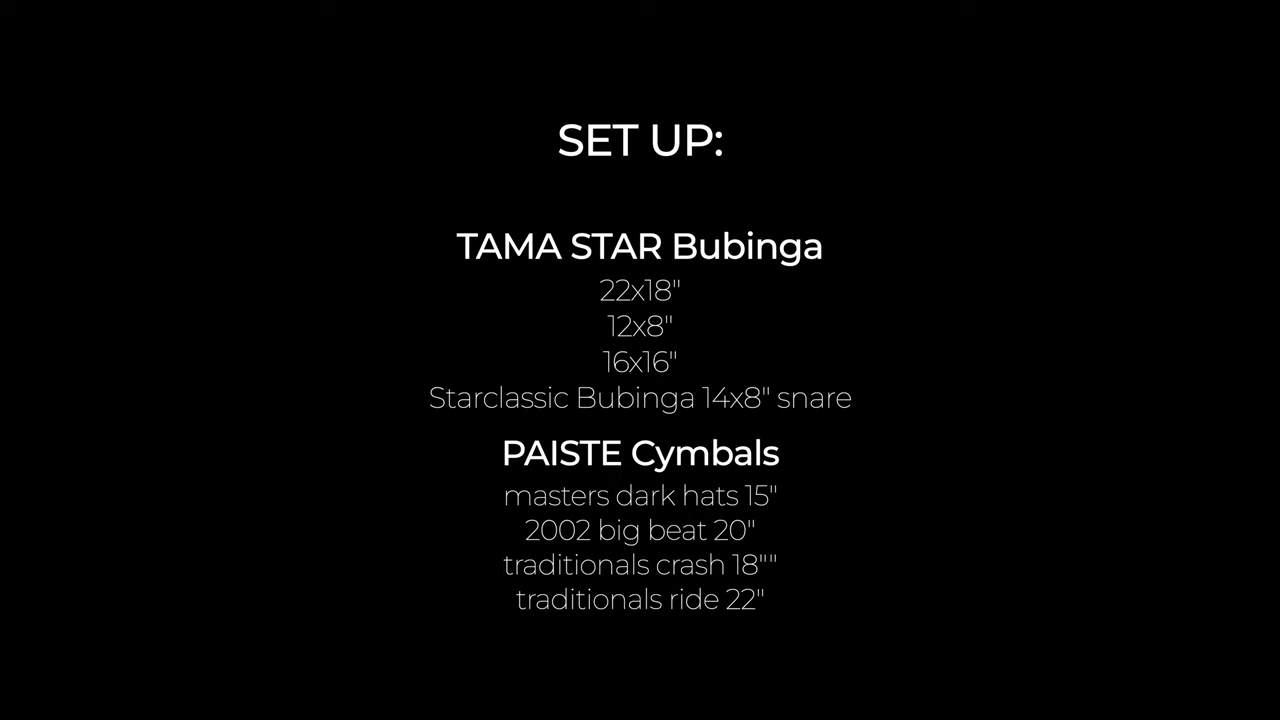 SET UP:
TAMA STAR Bubinga
22x18"
12x8"
16x16"
Starclassic Bubinga 14x8" snare
PAISTE Cymbals
masters dark hats 15"
2002 big beat 20"
traditionals crash 18""
traditionals ride 22"